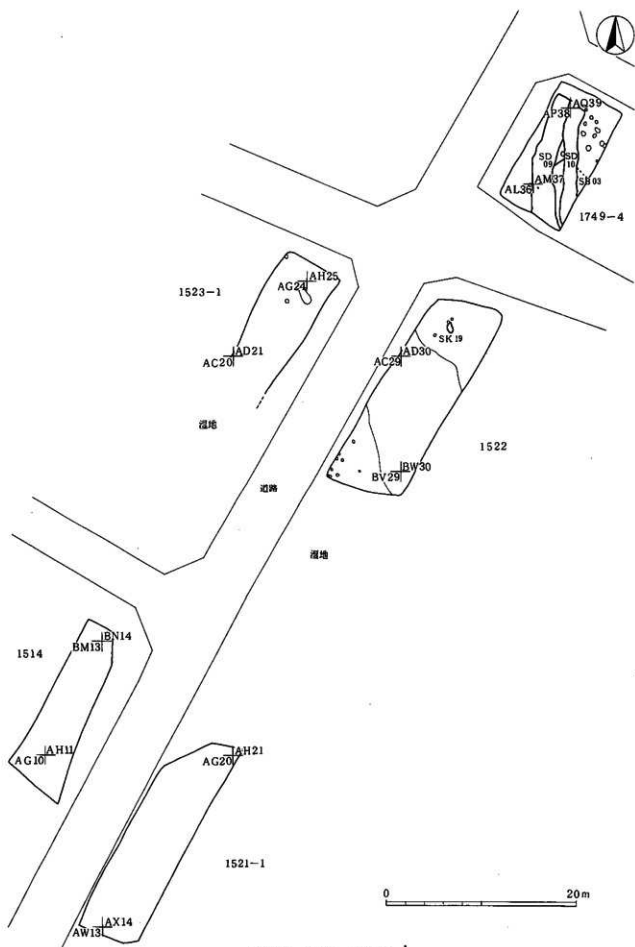 AQ39
AP38
SD 09
SD 10
AM37
AL36
SB03
1749-4
1523-1
AH25
AG24
AD21
AC20
SK19
AD30
AC29
湿地
1522
BW30
BV29
道路
湿地
BN14
BM13
1514
AH11
AG10
AH21
AG20
1521-1
AX14
AW13
0
20m